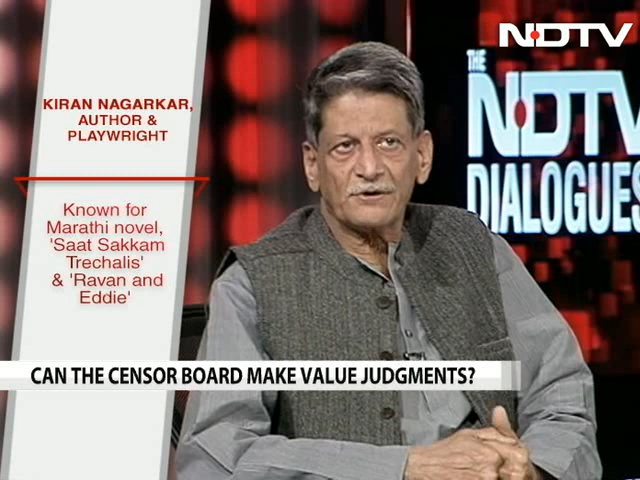 NDTV
KIRAN NAGARKAR,
AUTHOR &
PLAYWRIGHT
Known for
Marathi novel,
'Saat Sakkam
Trechalis'
& 'Ravan and
Eddie'
THE
NDTV
DIALOGUES
CAN THE CENSOR BOARD MAKE VALUE JUDGMENTS?